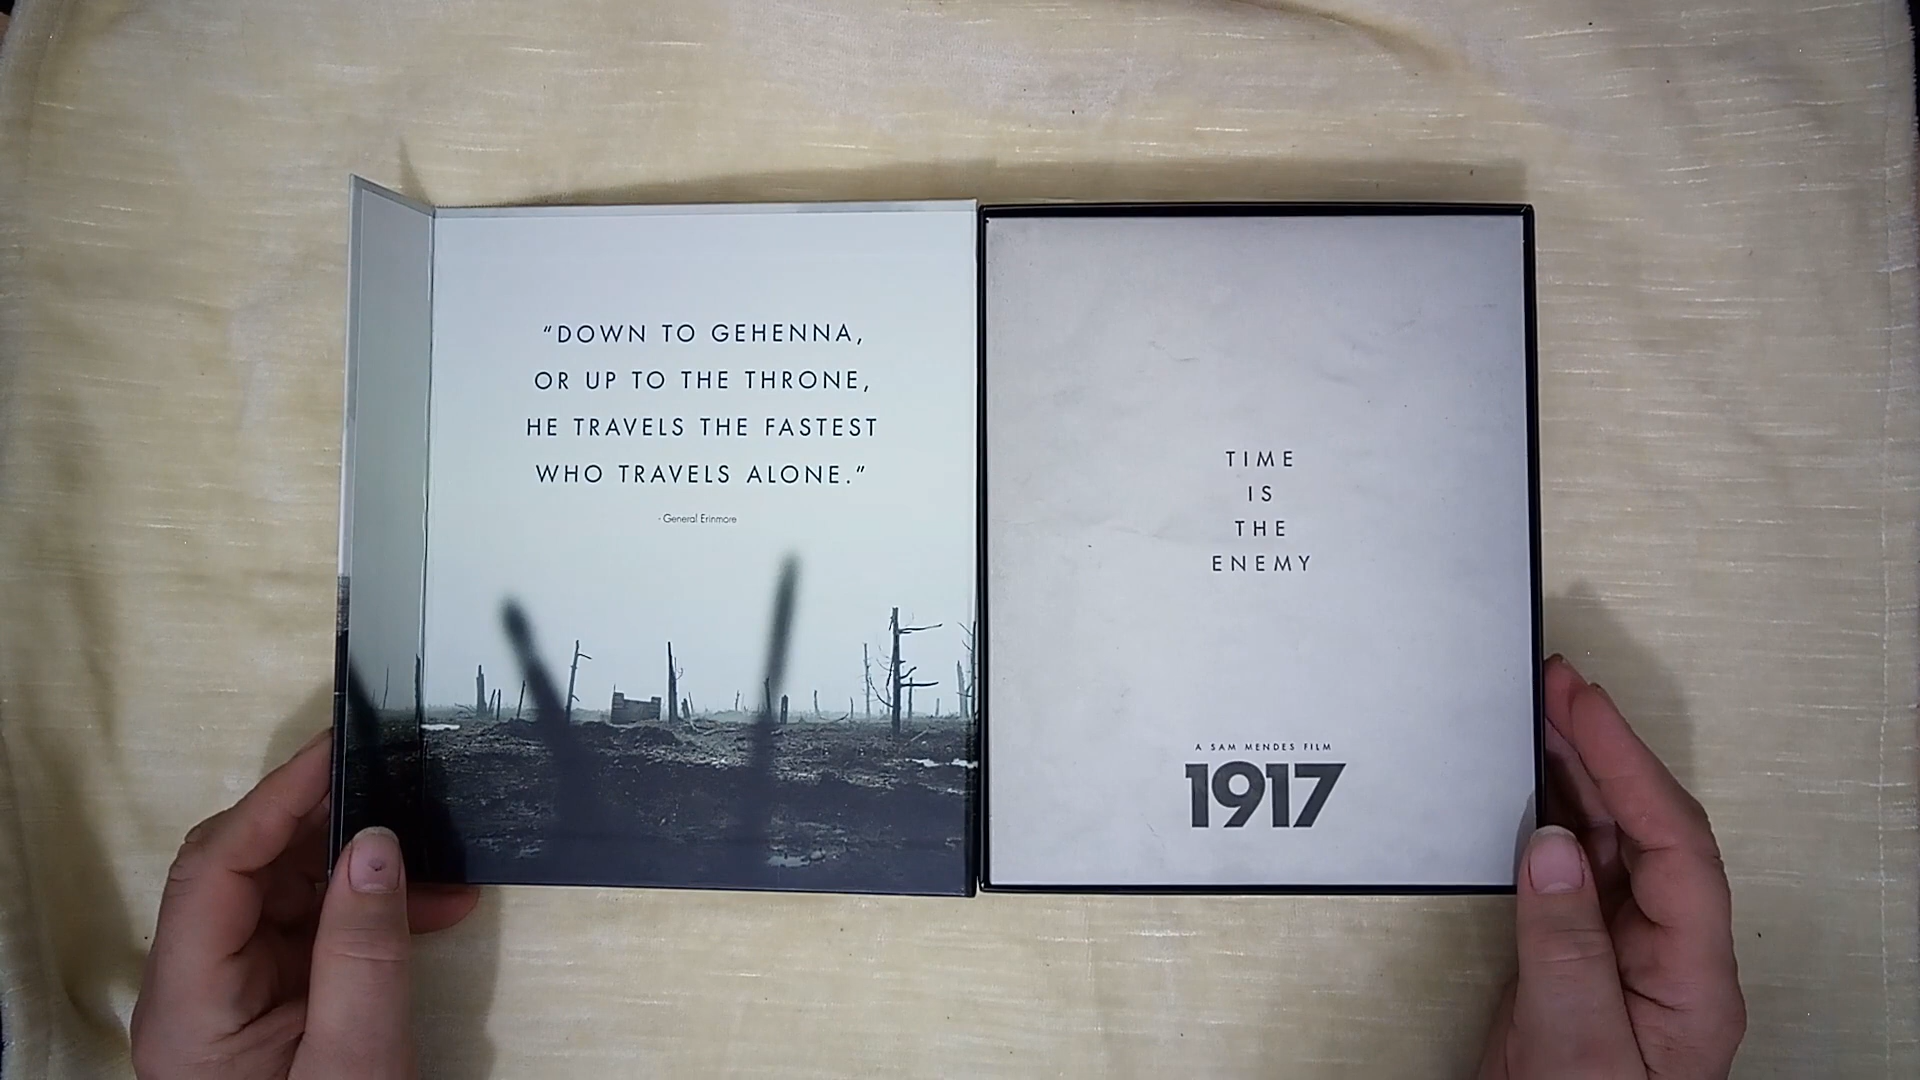 “DOWN TO GEHENNA,
OR UP TO THE THRONE,
HE TRAVELS THE FASTEST
WHO TRAVELS ALONE.”
- General Erinmore
TIME
IS
THE
ENEMY
A SAM MENDES FILM
1917